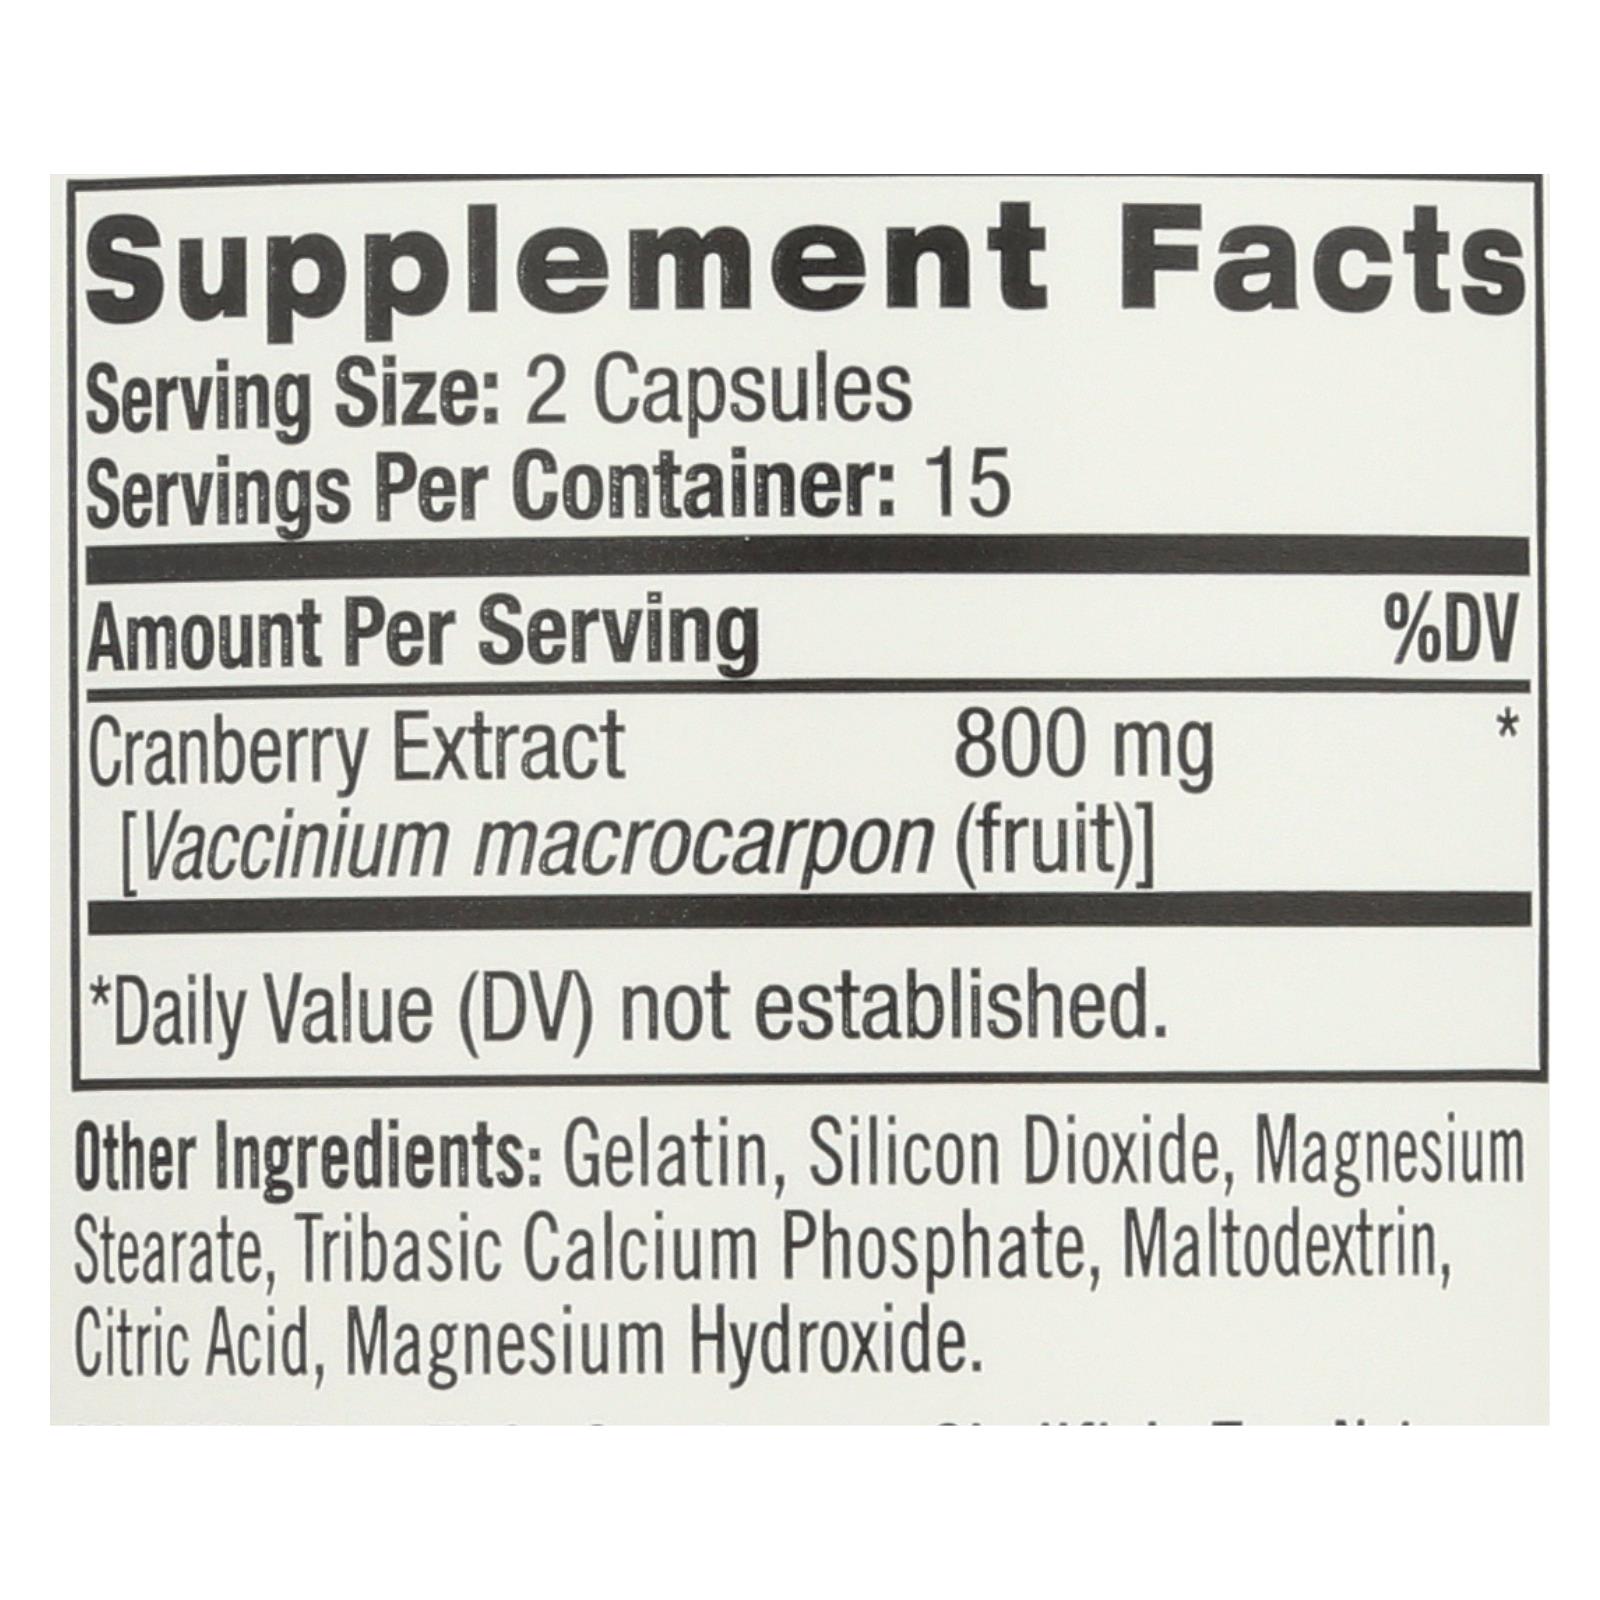 Supplement Facts
Serving Size: 2 Capsules
Servings Per Container: 15
Amount Per Serving %DV
Cranberry Extract 800 mg *
[Vaccinium macrocarpon (fruit)]
*Daily Value (DV) not established.
Other Ingredients: Gelatin, Silicon Dioxide, Magnesium
Stearate, Tribasic Calcium Phosphate, Maltodextrin,
Citric Acid, Magnesium Hydroxide.